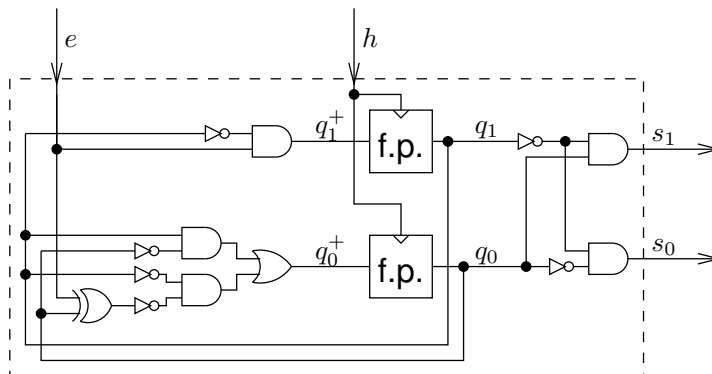 e
h
q₁⁺
f.p.
q₁
s₁
q₀⁺
f.p.
q₀
s₀